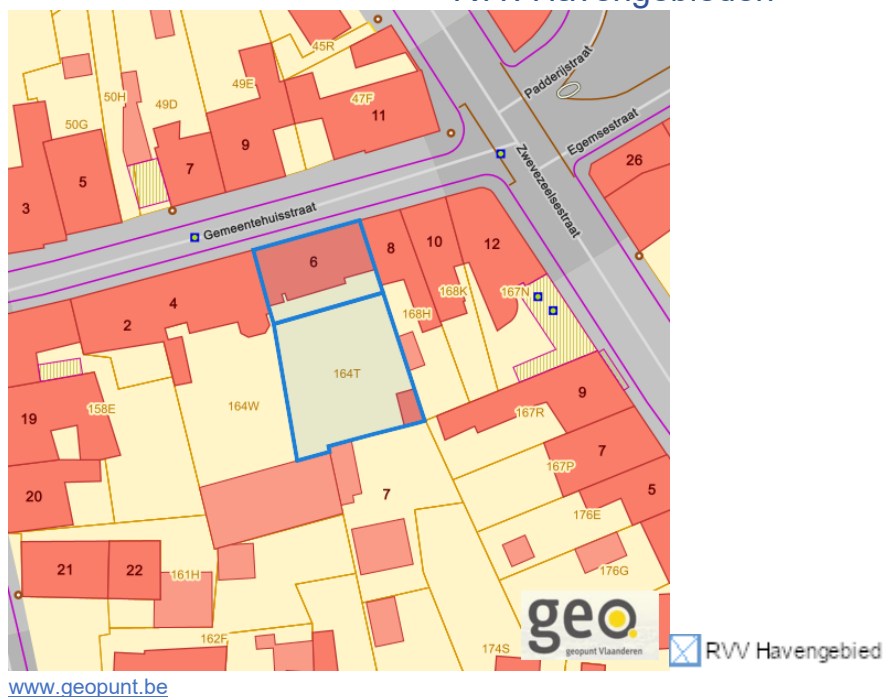 RVV Havengebieden
45R
Padderijstraat
50H
49D
49E
47F
11
50G
9
Egemsestraat
7
5
26
3
Zwevezeelsestraat
Gemeentehuisstraat
6
8
10
12
4
2
168K
167N
168H
164T
9
158E
164W
167R
19
7
167P
7
5
20
176E
21
22
161H
176G
geo
geopunt Vlaanderen
162F
174S
RVV Havengebied
www.geopunt.be